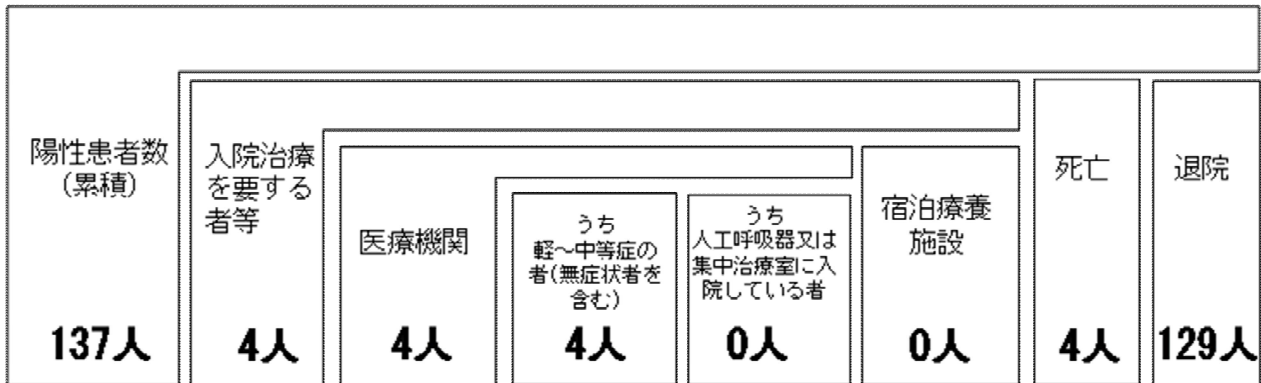 陽性患者数
(累積)
137人
入院治療
を要する
者等
4人
医療機関
4人
うち
軽～中等症の
者(無症状者を
含む)
4人
うち
人工呼吸器又は
集中治療室に入
院している者
0人
宿泊療養
施設
0人
死亡
4人
退院
129人